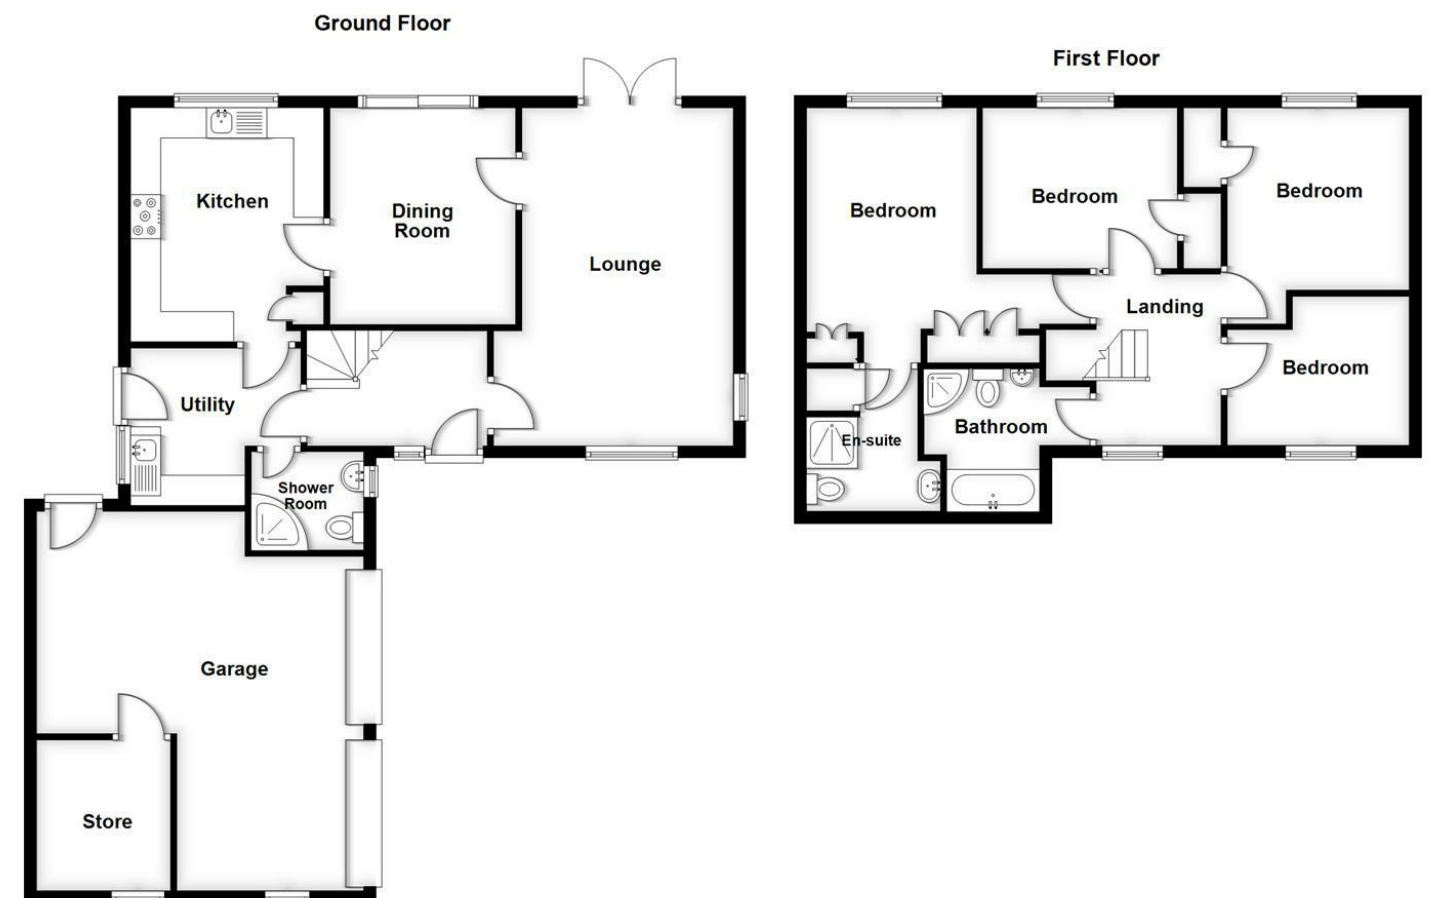 Ground Floor
Kitchen
Dining
Room
Lounge
Utility
Shower
Room
Garage
Store
First Floor
Bedroom
Bedroom
Bedroom
Landing
Bedroom
En-suite
Bathroom